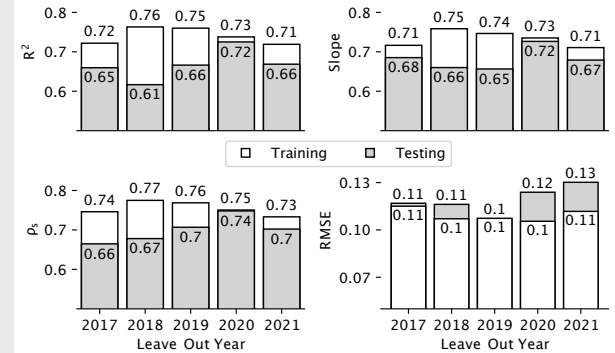 0.72 0.76 0.75 0.73 0.71
0.8
0.7
0.6
R²
0.65 0.61 0.66 0.72 0.66
0.71 0.75 0.74 0.73 0.71
0.8
0.7
0.6
Slope
0.68 0.66 0.65 0.72 0.67
Training Testing
0.74 0.77 0.76 0.75 0.73
0.8
0.7
0.6
ρs
0.66 0.67 0.7 0.74 0.7
2017 2018 2019 2020 2021
Leave Out Year
0.11 0.11 0.1 0.12 0.13
0.13
0.10
0.07
RMSE
0.11 0.1 0.1 0.1 0.11
2017 2018 2019 2020 2021
Leave Out Year